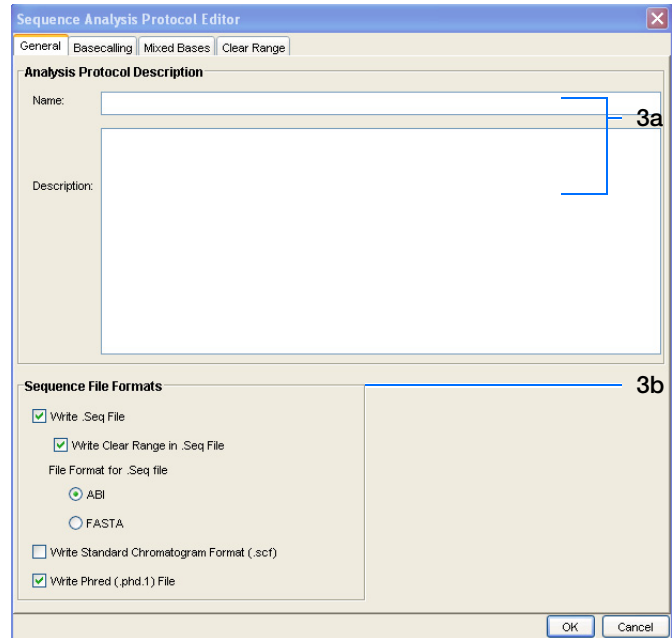 Sequence Analysis Protocol Editor
General Basecalling Mixed Bases Clear Range
Analysis Protocol Description
Name:
3a
Description:
Sequence File Formats
3b
Write .Seq File
Write Clear Range in .Seq File
File Format for .Seq file
ABI
FASTA
Write Standard Chromatogram Format (.scf)
Write Phred (.phd.1) File
OK Cancel